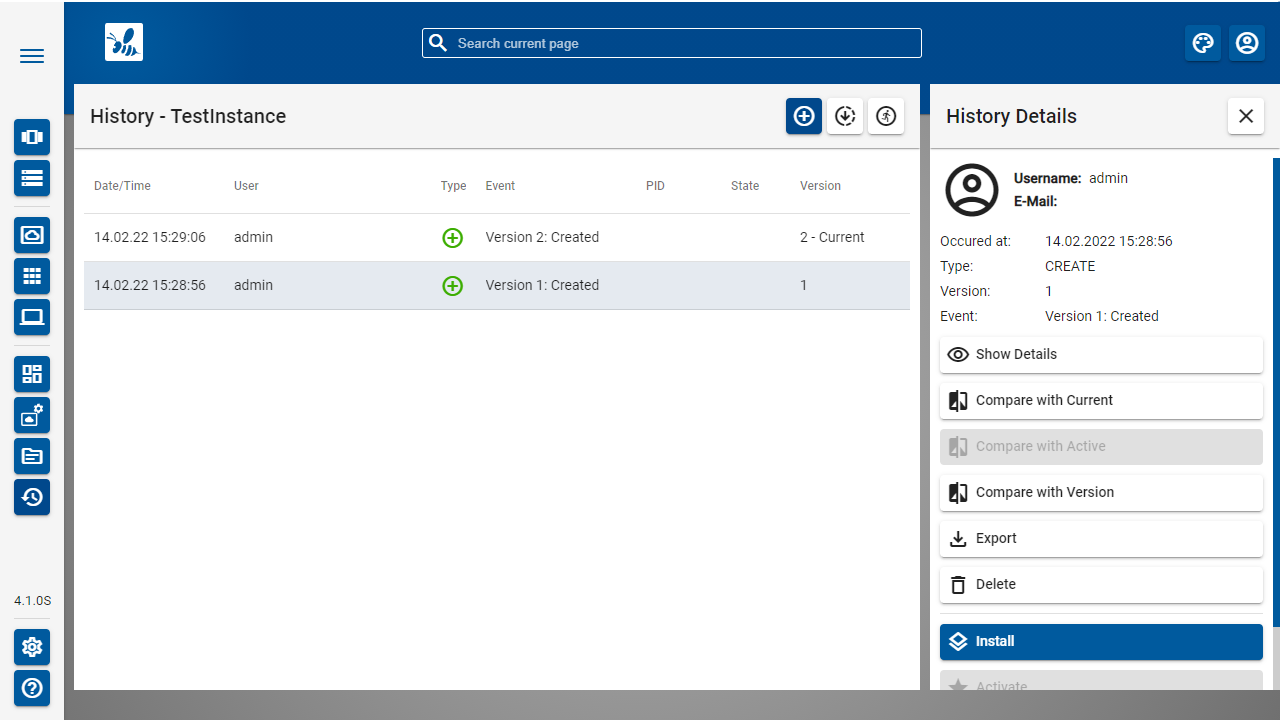 Search current page
History - TestInstance
Date/Time User Type Event PID State Version
14.02.22 15:29:06 admin Version 2: Created 2 - Current
14.02.22 15:28:56 admin Version 1: Created 1
4.1.0S
History Details
Username: admin
E-Mail:
Occured at: 14.02.2022 15:28:56
Type: CREATE
Version: 1
Event: Version 1: Created
Show Details
Compare with Current
Compare with Active
Compare with Version
Export
Delete
Install
Activate